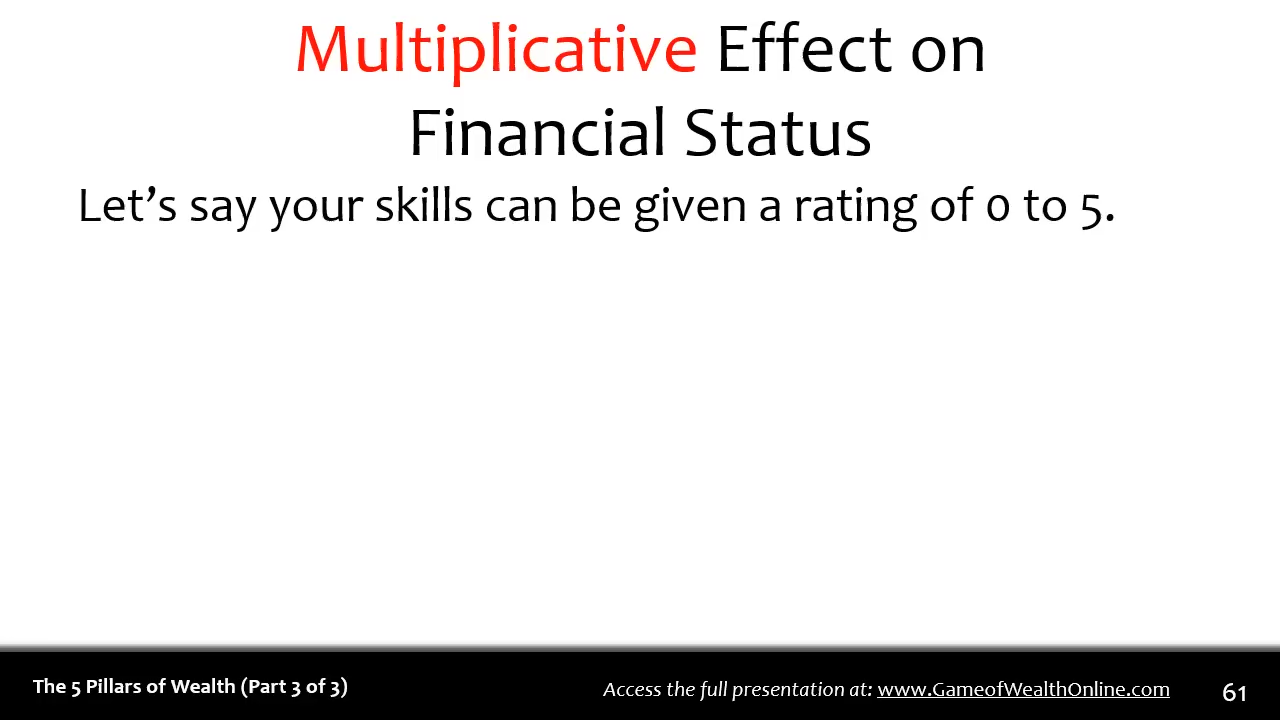 Multiplicative Effect on
Financial Status
Let’s say your skills can be given a rating of 0 to 5.
The 5 Pillars of Wealth (Part 3 of 3)
Access the full presentation at: www.GameofWealthOnline.com
61